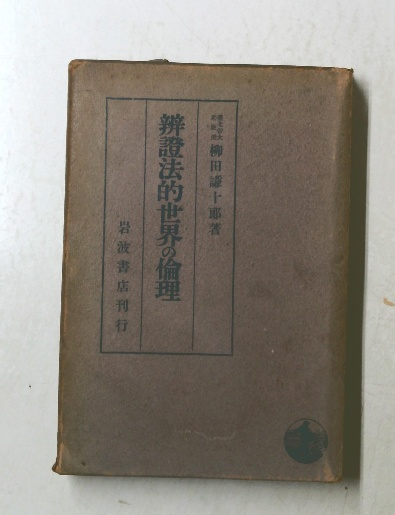 柳田謙十郎著
辨證法的世界の倫理
岩波書店刊行